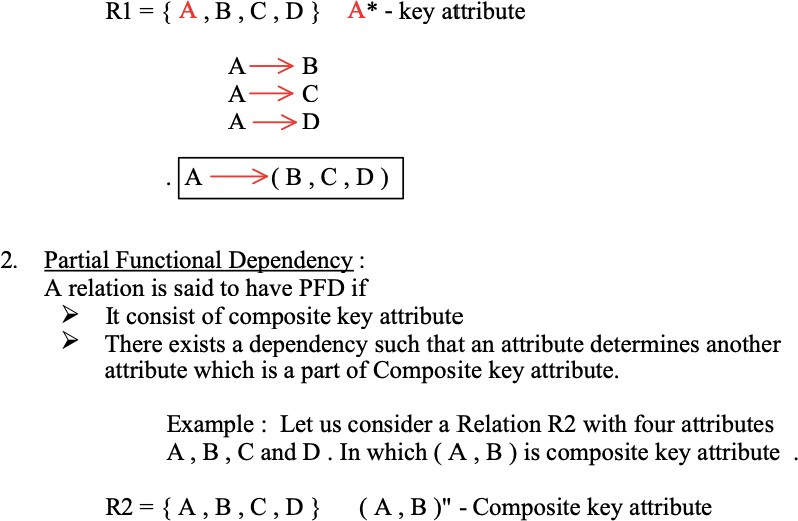 R1 = { A , B , C , D }    A* - key attribute
A → B
A → C
A → D
. A → ( B , C , D )
2. Partial Functional Dependency :
A relation is said to have PFD if
➢ It consist of composite key attribute
➢ There exists a dependency such that an attribute determines another
attribute which is a part of Composite key attribute.
Example : Let us consider a Relation R2 with four attributes
A , B , C and D . In which ( A , B ) is composite key attribute .
R2 = { A , B , C , D }    ( A , B )" - Composite key attribute